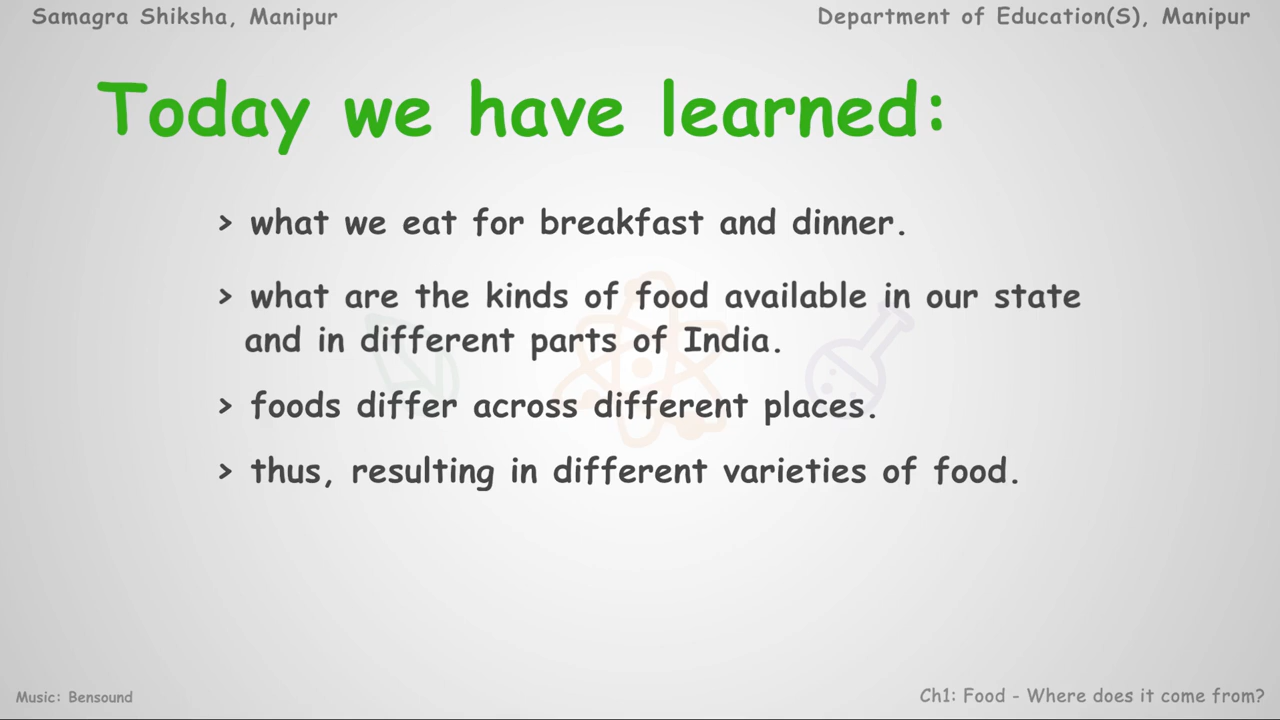 Samagra Shiksha, Manipur
Department of Education(S), Manipur
Today we have learned:
> what we eat for breakfast and dinner.
> what are the kinds of food available in our state
and in different parts of India.
> foods differ across different places.
> thus, resulting in different varieties of food.
Music: Bensound
Ch1: Food - Where does it come from?